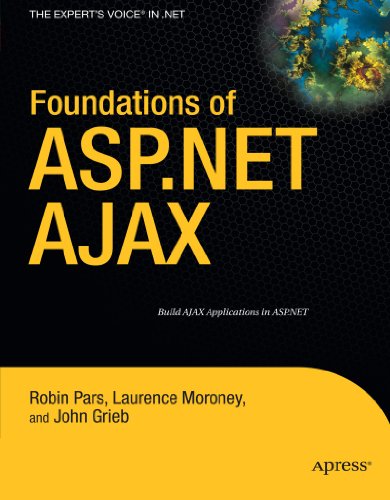 THE EXPERT'S VOICE® IN .NET
Foundations of
ASP.NET
AJAX
Build AJAX Applications in ASP.NET
Robin Pars, Laurence Moroney,
and John Grieb
Apress®